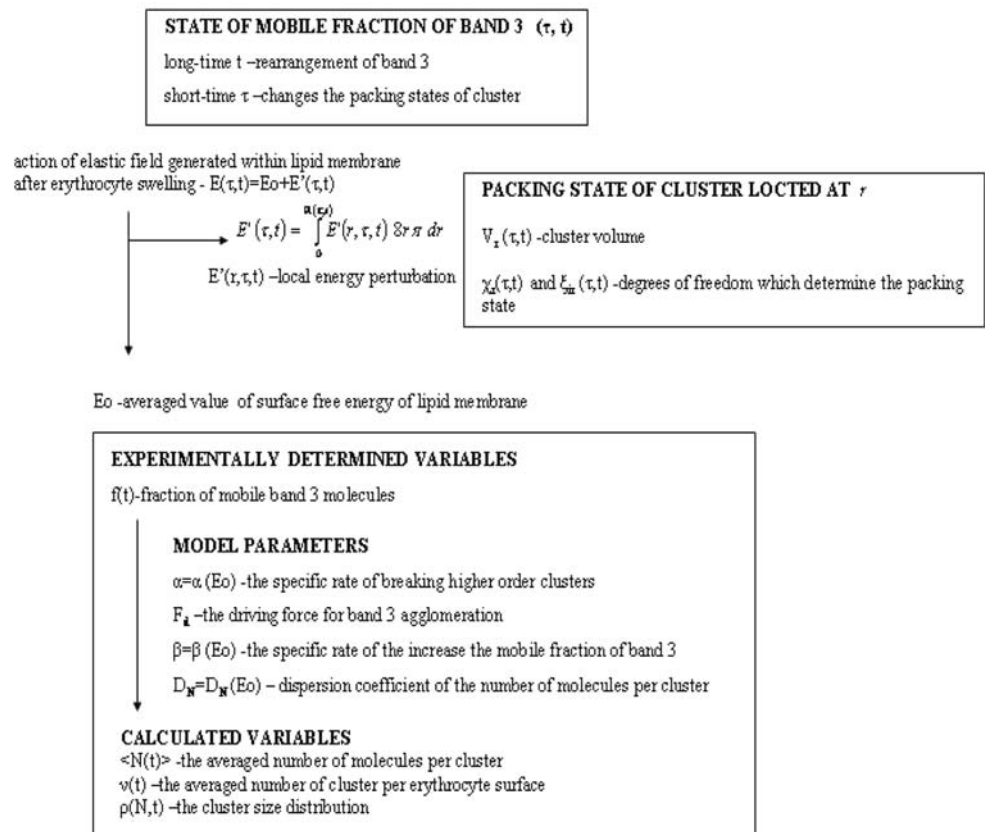 STATE OF MOBILE FRACTION OF BAND 3 (τ, t)
long-time t –rearrangement of band 3
short-time τ –changes the packing states of cluster
action of elastic field generated within lipid membrane
after erythrocyte swelling - E(τ,t)=Eo+E’(τ,t)
E'(τ,t) = ∫ E'(r,τ,t) 8rπ dr
E’(r,τ,t) –local energy perturbation
PACKING STATE OF CLUSTER LOCTED AT r
V_r (τ,t) -cluster volume
and -degrees of freedom which determine the packing
state
Eo -averaged value of surface free energy of lipid membrane
EXPERIMENTALLY DETERMINED VARIABLES
f(t)-fraction of mobile band 3 molecules
MODEL PARAMETERS
α=α (Eo) -the specific rate of breaking higher order clusters
–the driving force for band 3 agglomeration
β=β (Eo) -the specific rate of the increase the mobile fraction of band 3
D_N=D_N(Eo) – dispersion coefficient of the number of molecules per cluster
CALCULATED VARIABLES
<N(t)> -the averaged number of molecules per cluster
ν(t) –the averaged number of cluster per erythrocyte surface
ρ(N,t) –the cluster size distribution